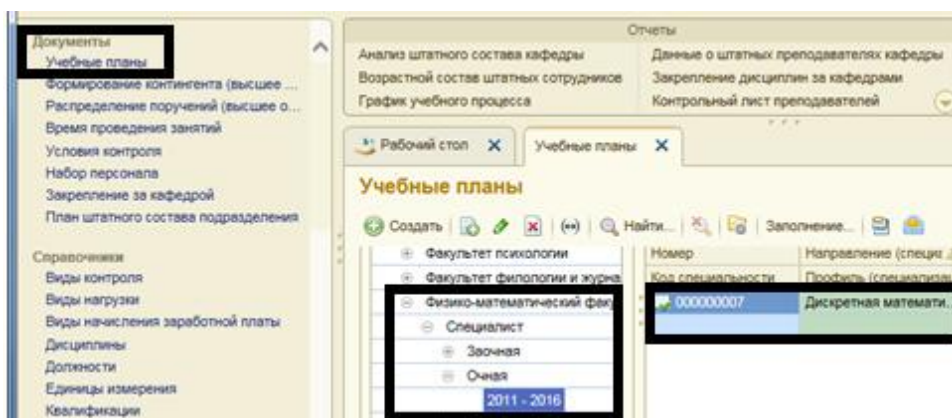 Документы
Учебные планы
Формирование контингента (высшее ...
Распределение поручений (высшее о...
Время проведения занятий
Условия контроля
Набор персонала
Закрепление за кафедрой
План штатного состава подразделения
Справочники
Виды контроля
Виды нагрузки
Виды начисления заработной платы
Дисциплины
Должности
Единицы измерения
Квалификации
Отчеты
Анализ штатного состава кафедры
Данные о штатных преподавателях кафедры
Возрастной состав штатных сотрудников
Закрепление дисциплин за кафедрами
График учебного процесса
Контрольный лист преподавателей
Рабочий стол
Учебные планы
Учебные планы
Создать
Найти...
Заполнение...
Факультет психологии
Факультет филологии и журна
Физико-математический фак
Специалист
Заочная
Очная
2011 - 2016
Номер
Направление (специа
Код специальности
Профиль (специализац
000000007
Дискретная математи...